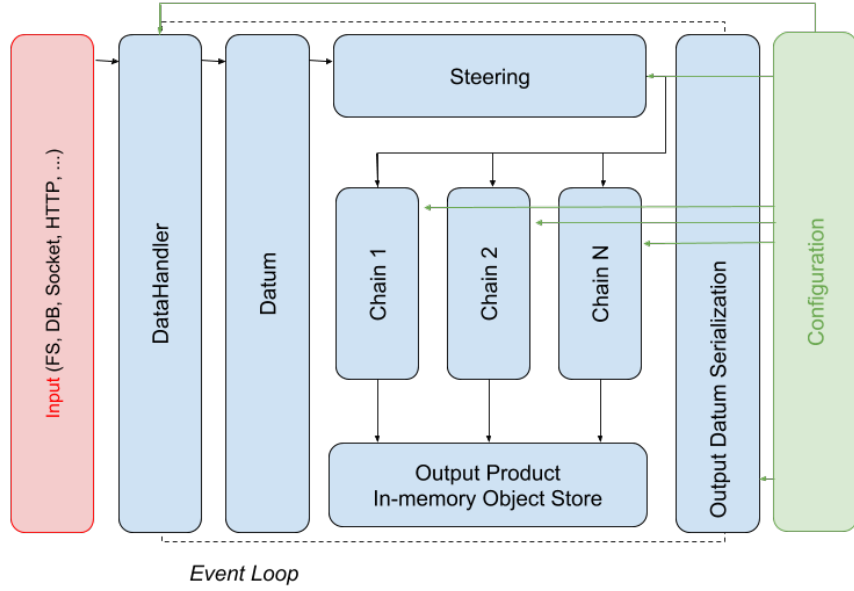 Input (FS, DB, Socket, HTTP, ...)
DataHandler
Datum
Steering
Chain 1
Chain 2
Chain N
Output Product
In-memory Object Store
Output Datum Serialization
Configuration
Event Loop